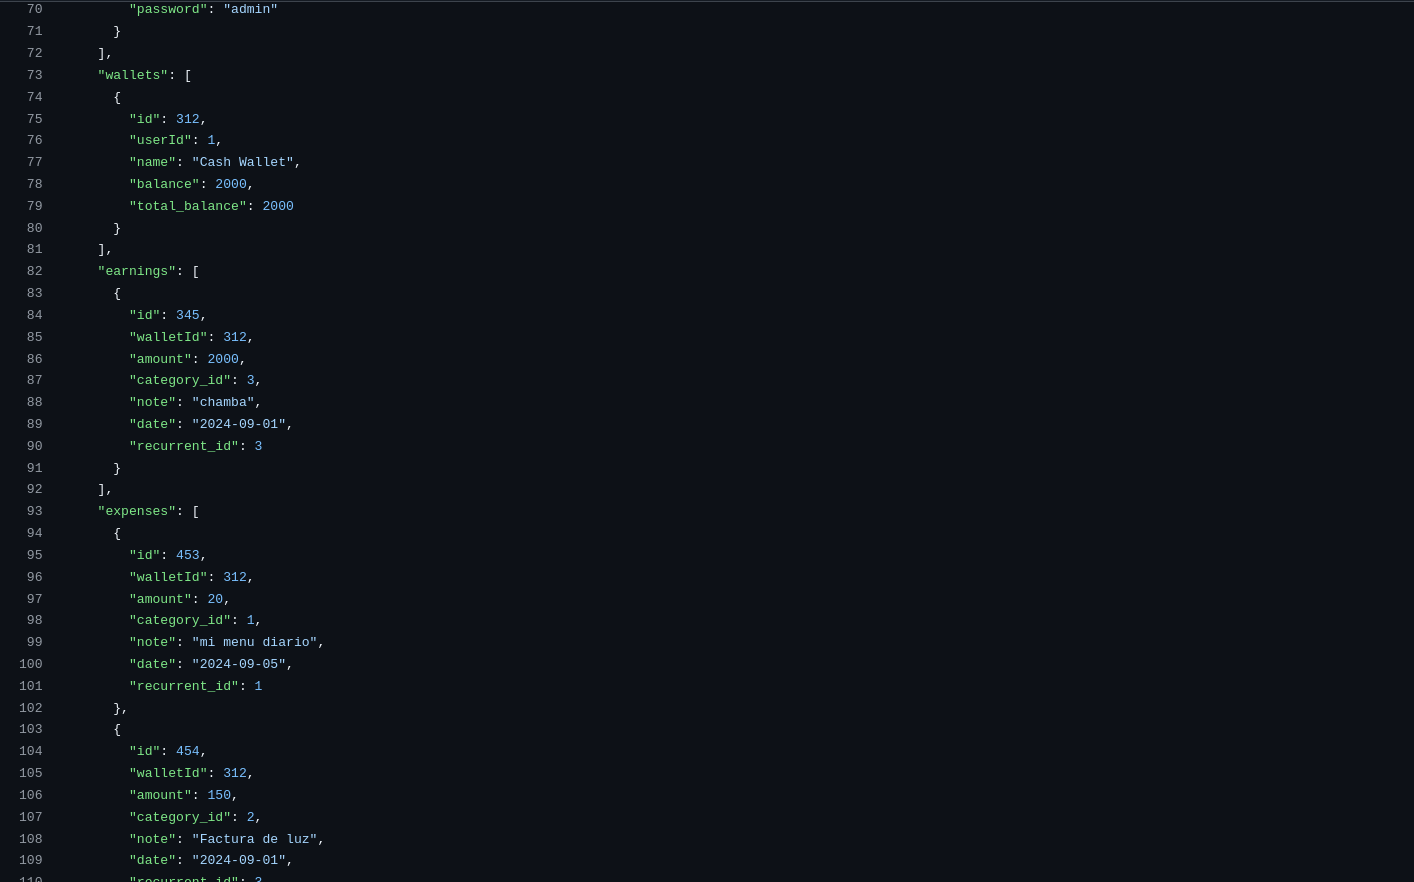 70 "password": "admin"
71 }
72 ],
73 "wallets": [
74 {
75 "id": 312,
76 "userId": 1,
77 "name": "Cash Wallet",
78 "balance": 2000,
79 "total_balance": 2000
80 }
81 ],
82 "earnings": [
83 {
84 "id": 345,
85 "walletId": 312,
86 "amount": 2000,
87 "category_id": 3,
88 "note": "chamba",
89 "date": "2024-09-01",
90 "recurrent_id": 3
91 }
92 ],
93 "expenses": [
94 {
95 "id": 453,
96 "walletId": 312,
97 "amount": 20,
98 "category_id": 1,
99 "note": "mi menu diario",
100 "date": "2024-09-05",
101 "recurrent_id": 1
102 },
103 {
104 "id": 454,
105 "walletId": 312,
106 "amount": 150,
107 "category_id": 2,
108 "note": "Factura de luz",
109 "date": "2024-09-01",
110 "recurrent_id": 3